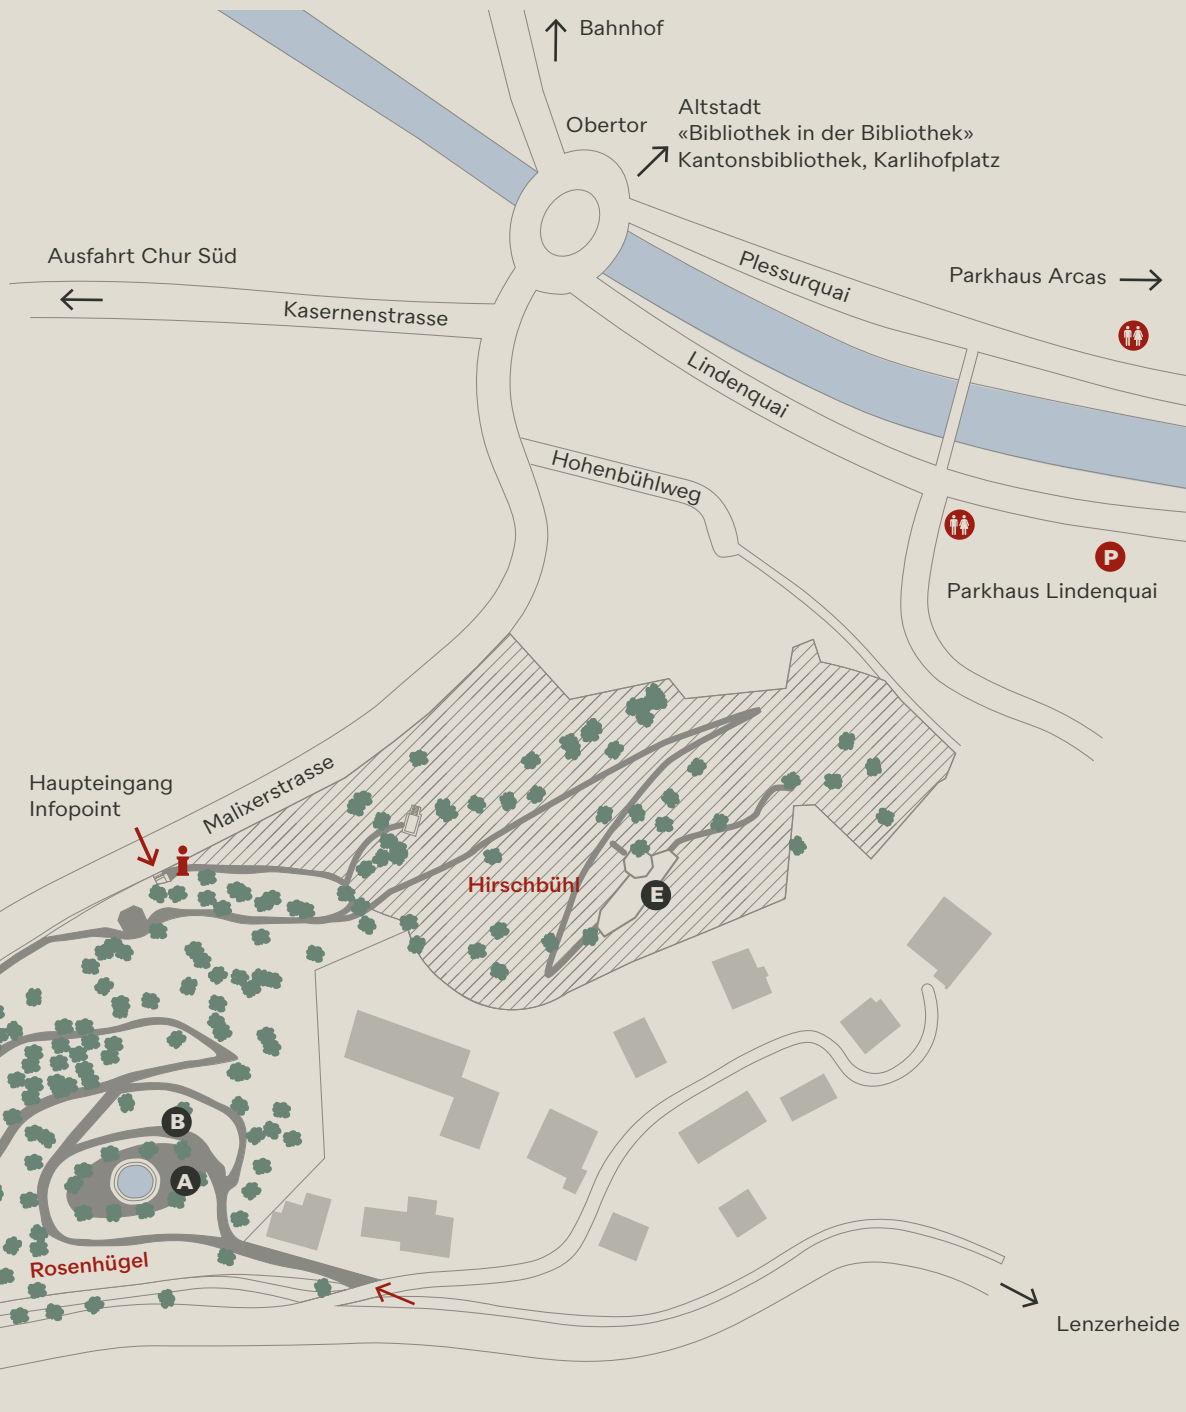 Bahnhof
Altstadt
«Bibliothek in der Bibliothek»
Kantonsbibliothek, Karlihofplatz
Obertor
Ausfahrt Chur Süd
Plessurquai
Parkhaus Arcas
Kasernenstrasse
Lindenquai
Hohenbühlweg
P
Parkhaus Lindenquai
Haupteingang
Infopoint
Malixerstrasse
Hirschbühl
E
B
A
Rosenhügel
Lenzerheide